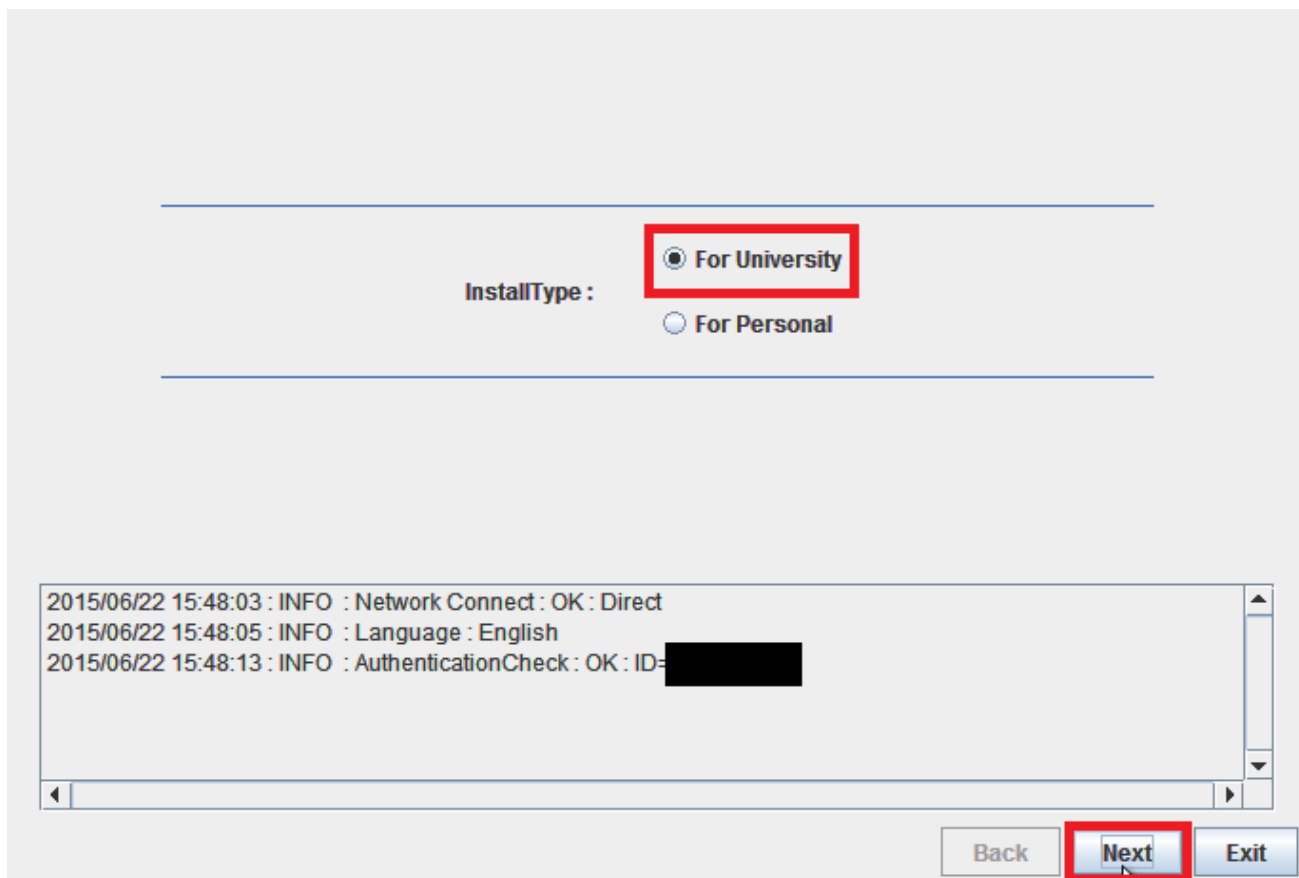 For University
InstallType :
For Personal
2015/06/22 15:48:03 : INFO : Network Connect : OK : Direct
2015/06/22 15:48:05 : INFO : Language : English
2015/06/22 15:48:13 : INFO : AuthenticationCheck : OK : ID=
Back Next Exit